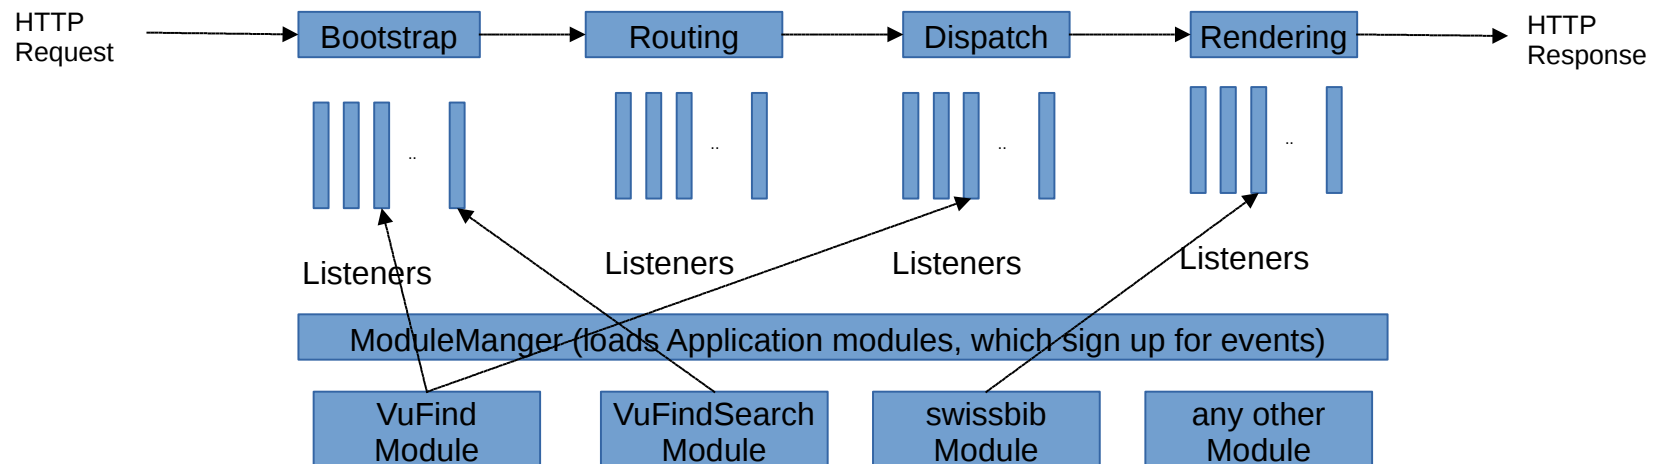 HTTP
Request
Bootstrap
Routing
Dispatch
Rendering
HTTP
Response
..
..
..
..
Listeners
Listeners
Listeners
Listeners
ModuleManger (loads Application modules, which sign up for events)
VuFind
Module
VuFindSearch
Module
swissbib
Module
any other
Module